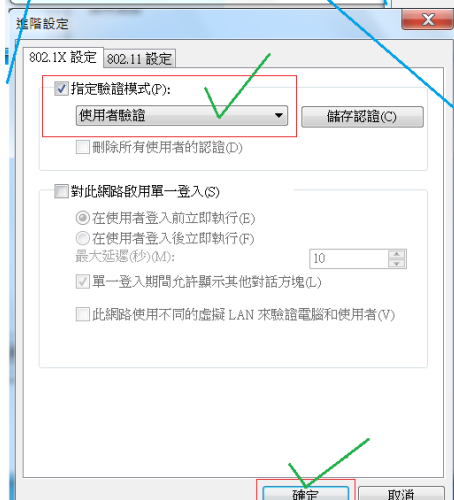 進階設定
802.1X 設定 802.11 設定
指定驗證模式(P):
使用者驗證 儲存認證(C)
刪除所有使用者的認證(D)
對此網路啟用單一登入(S)
在使用者登入前立即執行(E)
在使用者登入後立即執行(F)
最大延遲(秒)(M): 10
單一登入期間允許顯示其他對話方塊(L)
此網路使用不同的虛擬 LAN 來驗證電腦和使用者(V)
確定 取消